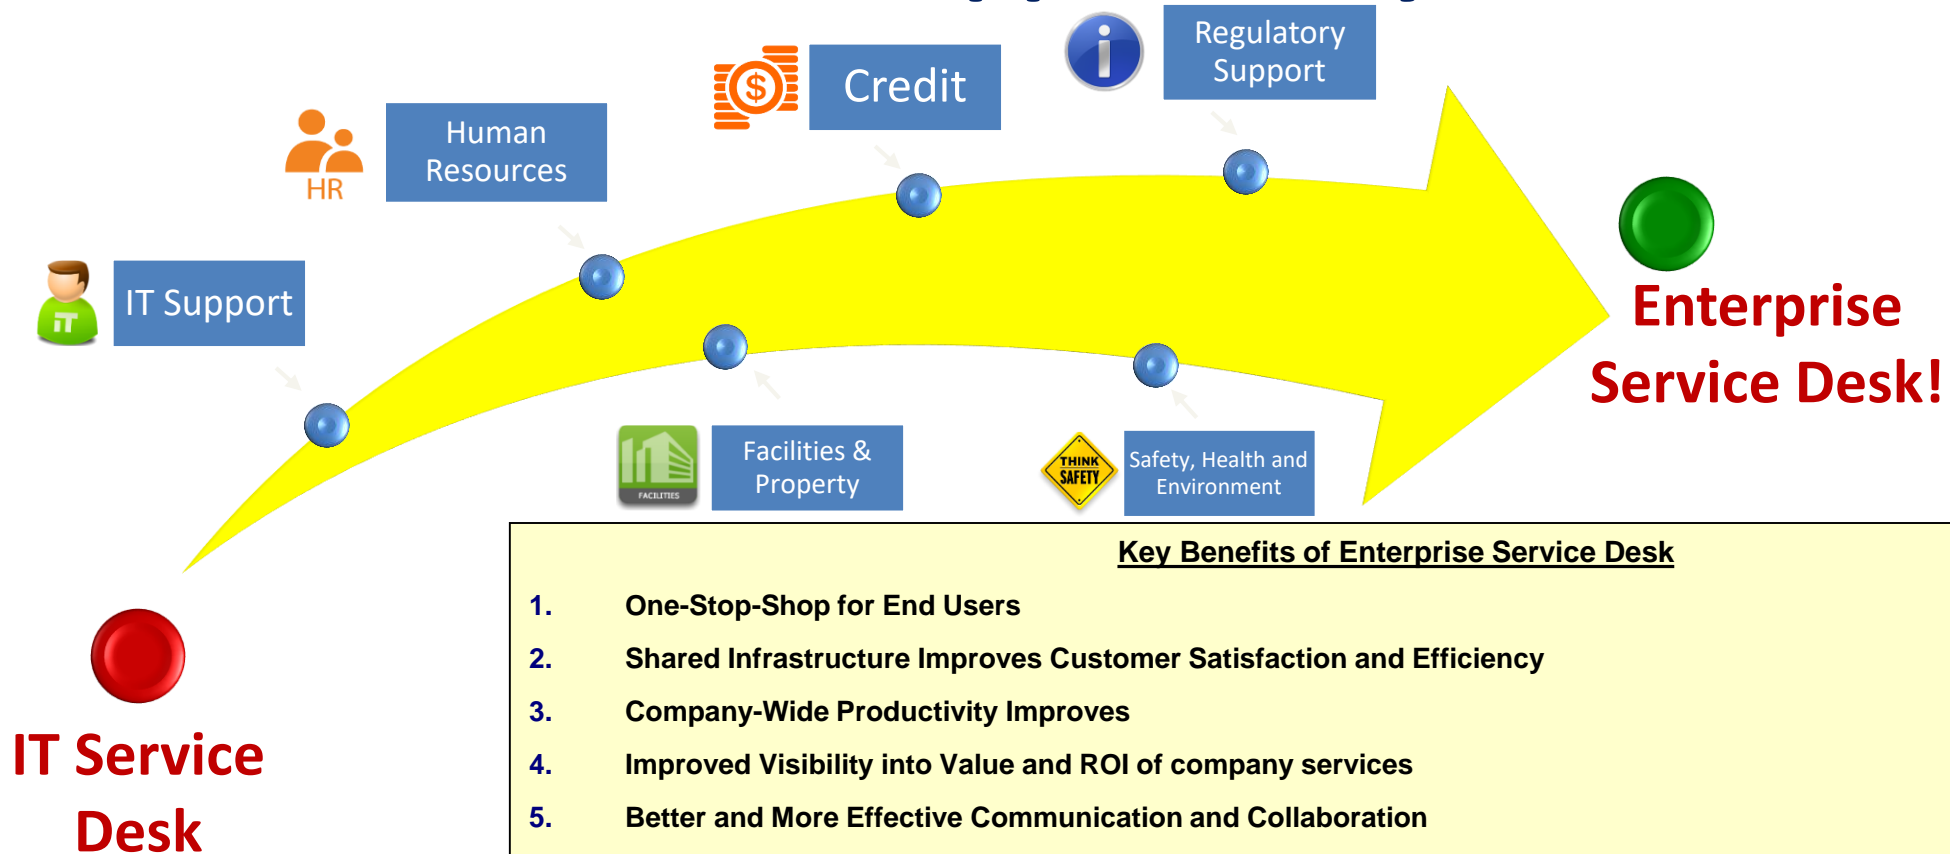 Regulatory
Support
Credit
Human
Resources
HR
IT Support
IT
Enterprise
Service Desk!
Facilities &
Property
FACILITIES
THINK
SAFETY
Safety, Health and
Environment
Key Benefits of Enterprise Service Desk
1. One-Stop-Shop for End Users
2. Shared Infrastructure Improves Customer Satisfaction and Efficiency
3. Company-Wide Productivity Improves
4. Improved Visibility into Value and ROI of company services
5. Better and More Effective Communication and Collaboration
IT Service
Desk